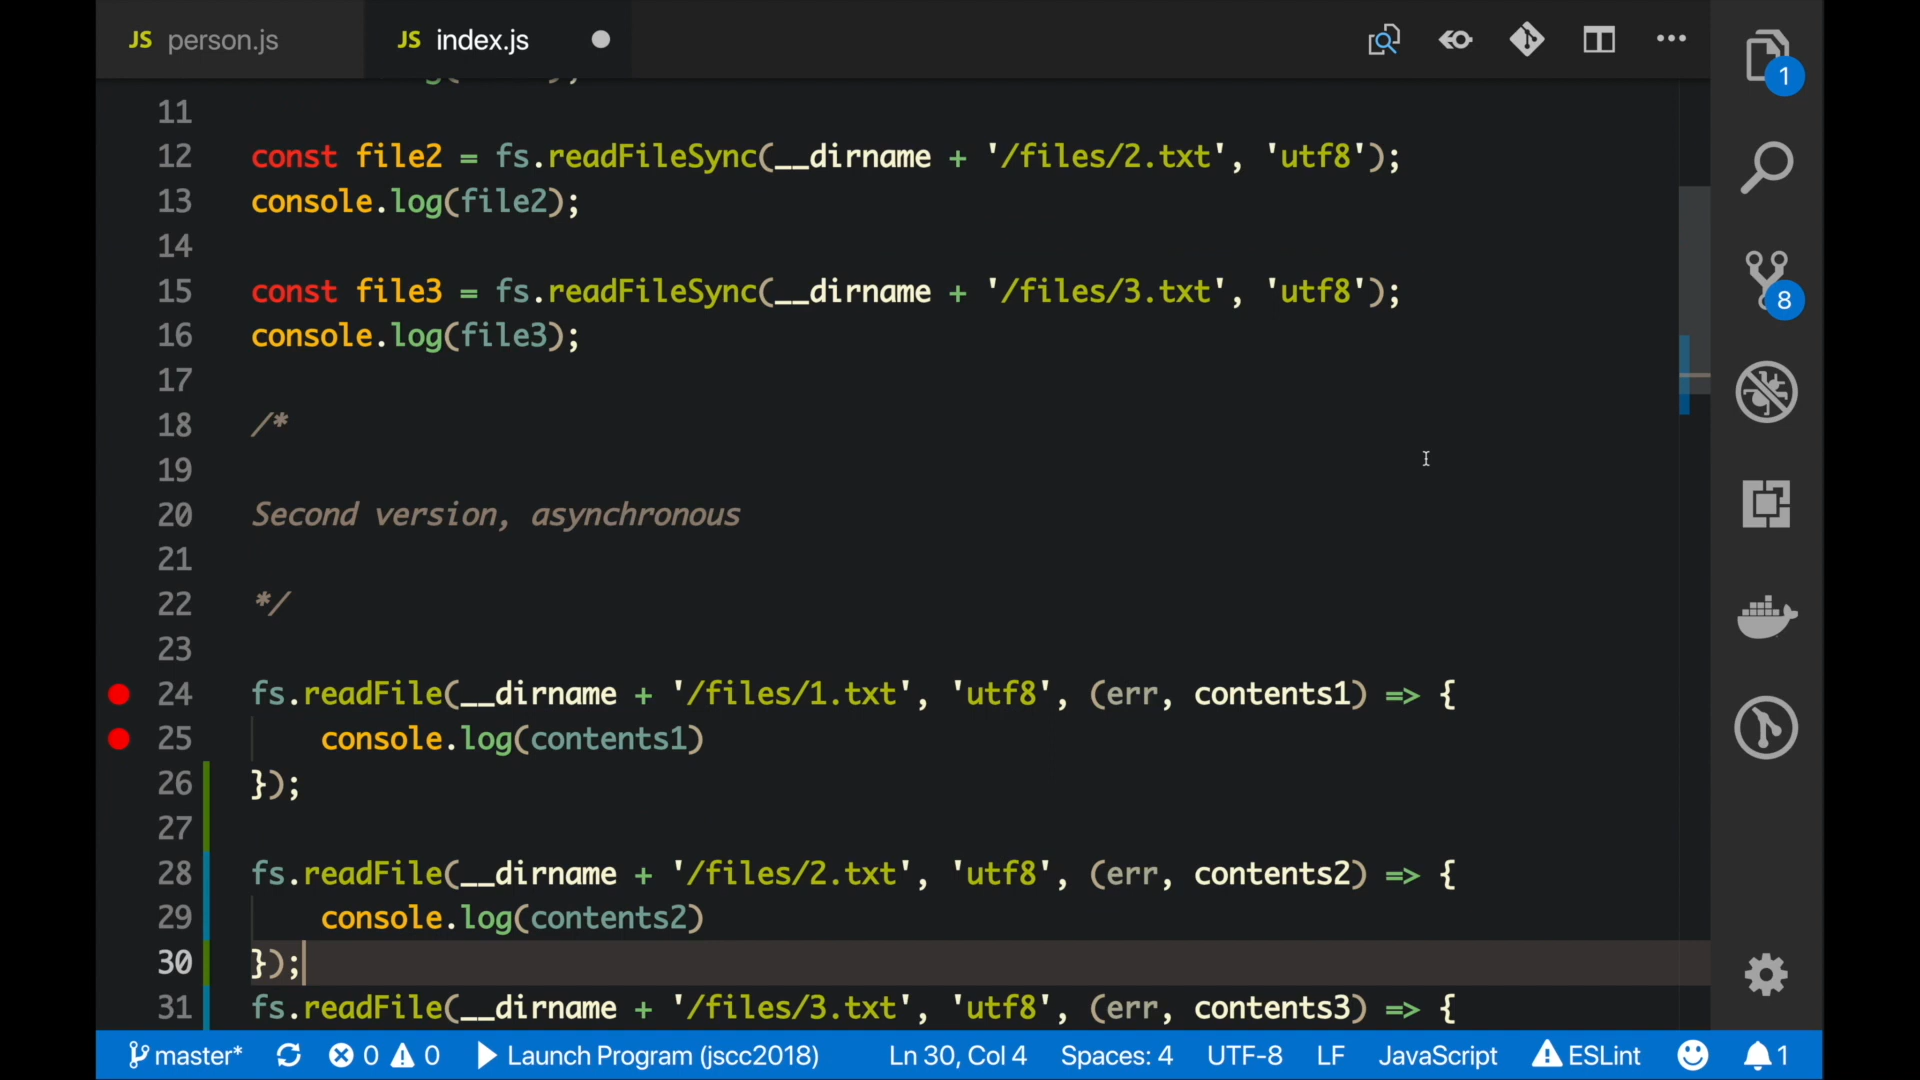 JS person.js JS index.js
11
12 const file2 = fs.readFileSync(__dirname + '/files/2.txt', 'utf8');
13 console.log(file2);
14
15 const file3 = fs.readFileSync(__dirname + '/files/3.txt', 'utf8');
16 console.log(file3);
17
18 /*
19
20 Second version, asynchronous
21
22 */
23
24 fs.readFile(__dirname + '/files/1.txt', 'utf8', (err, contents1) => {
25 console.log(contents1)
26 });
27
28 fs.readFile(__dirname + '/files/2.txt', 'utf8', (err, contents2) => {
29 console.log(contents2)
30 });
31 fs.readFile(__dirname + '/files/3.txt', 'utf8', (err, contents3) => {
1
8
master* 0 0 Launch Program (jscc2018) Ln 30, Col 4 Spaces: 4 UTF-8 LF JavaScript ESLint 1